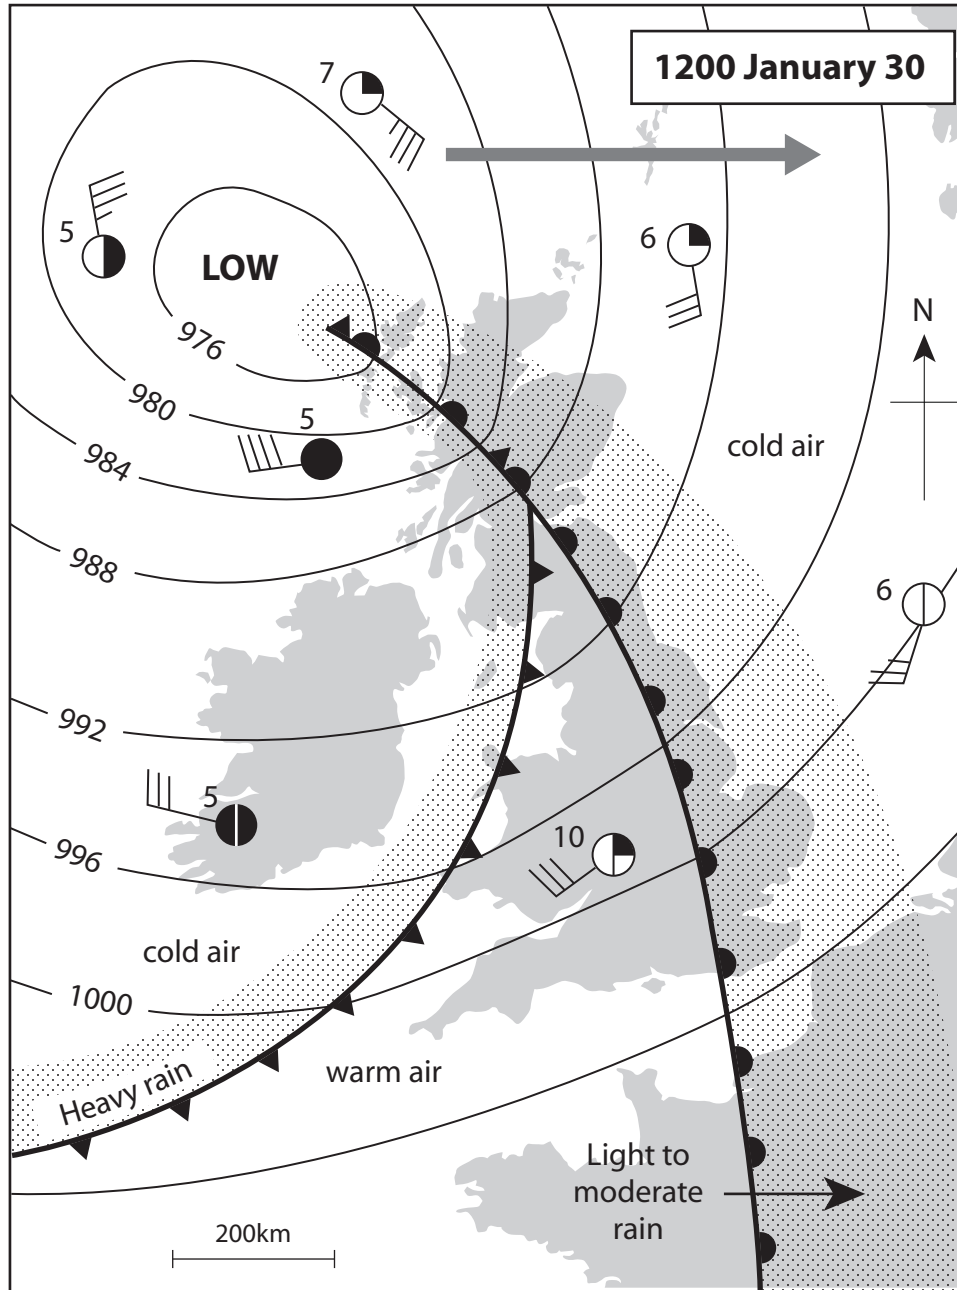 1200 January 30
7
5
6
LOW
N
976
980
5
cold air
984
988
6
992
5
10
996
cold air
1000
warm air
Heavy rain
Light to
moderate
rain
200km